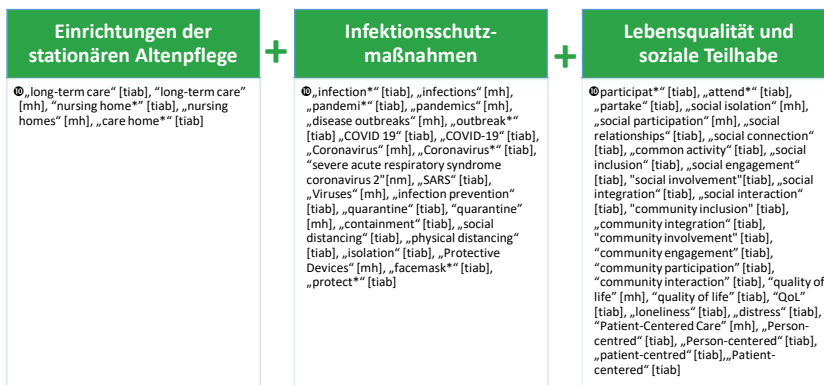 Einrichtungen der
stationären Altenpflege
+
Infektionsschutz-
maßnahmen
+
Lebensqualität und
soziale Teilhabe
❿„long-term care“ [tiab], “long-term care”
[mh], “nursing home*” [tiab], „nursing
homes“ [mh], „care home*“ [tiab]
❿„infection*“ [tiab], „infections“ [mh],
„pandemi*“ [tiab], „pandemics“ [mh],
„disease outbreaks“ [mh], „outbreak*“
[tiab] „COVID 19“ [tiab], „COVID-19“ [tiab],
„Coronavirus“ [mh], „Coronavirus*“ [tiab],
“severe acute respiratory syndrome
coronavirus 2"[nm], „SARS“ [tiab],
„Viruses“ [mh], „infection prevention“
[tiab], „quarantine“ [tiab], “quarantine”
[mh], „containment“ [tiab], „social
distancing“ [tiab], „physical distancing“
[tiab], „isolation“ [tiab], „Protective
Devices“ [mh], „facemask*“ [tiab],
„protect*“ [tiab]
❿participat*“ [tiab], „attend*“ [tiab],
„partake“ [tiab], „social isolation“ [mh],
„social participation“ [mh], „social
relationships“ [tiab], „social connection“
[tiab], „common activity“ [tiab], „social
inclusion“ [tiab], „social engagement“
[tiab], "social involvement"[tiab], „social
integration“ [tiab], „social interaction“
[tiab], "community inclusion" [tiab],
„community integration“ [tiab],
"community involvement" [tiab],
“community engagement” [tiab],
“community participation” [tiab],
“community interaction” [tiab], “quality of
life” [mh], “quality of life” [tiab], “QoL”
[tiab], „loneliness“ [tiab], „distress“ [tiab],
“Patient-Centered Care” [mh], „Person-
centred“ [tiab], „Person-centered“ [tiab],
„patient-centred“ [tiab],„Patient-
centered“ [tiab]